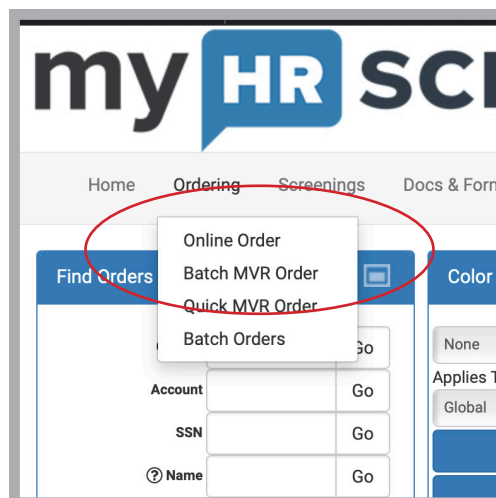 my HR SC
Home Ordering Screenings Docs & Forn
Online Order
Batch MVR Order
Quick MVR Order
Batch Orders
Find Orders
Go
Account Go
SSN Go
? Name Go
Color
None
Applies T
Global